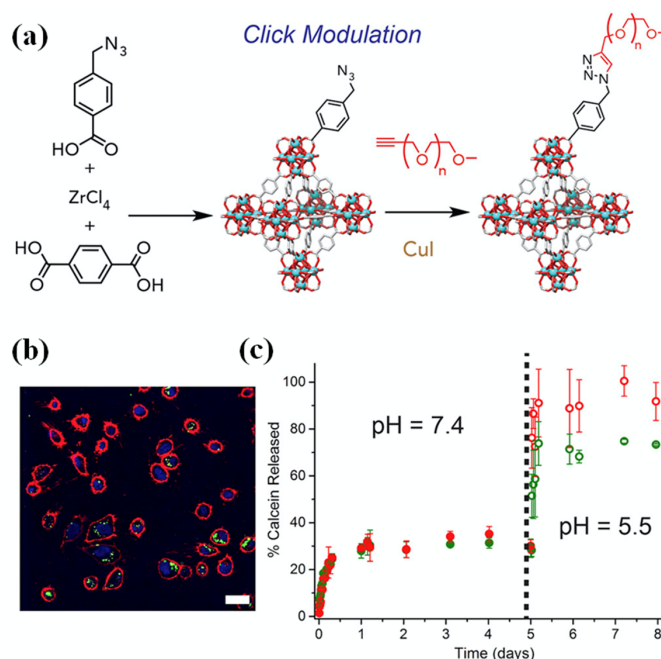 (a)
Click Modulation
N3
HO
O
+
ZrCl4
+
O
HO
OH
O
N3
O
O
n
CuI
O
O
n
N
N
N
(b)
(c)
% Calcein Released
100
80
60
40
20
0
pH = 7.4
pH = 5.5
0
1
2
3
4
5
6
7
8
Time (days)